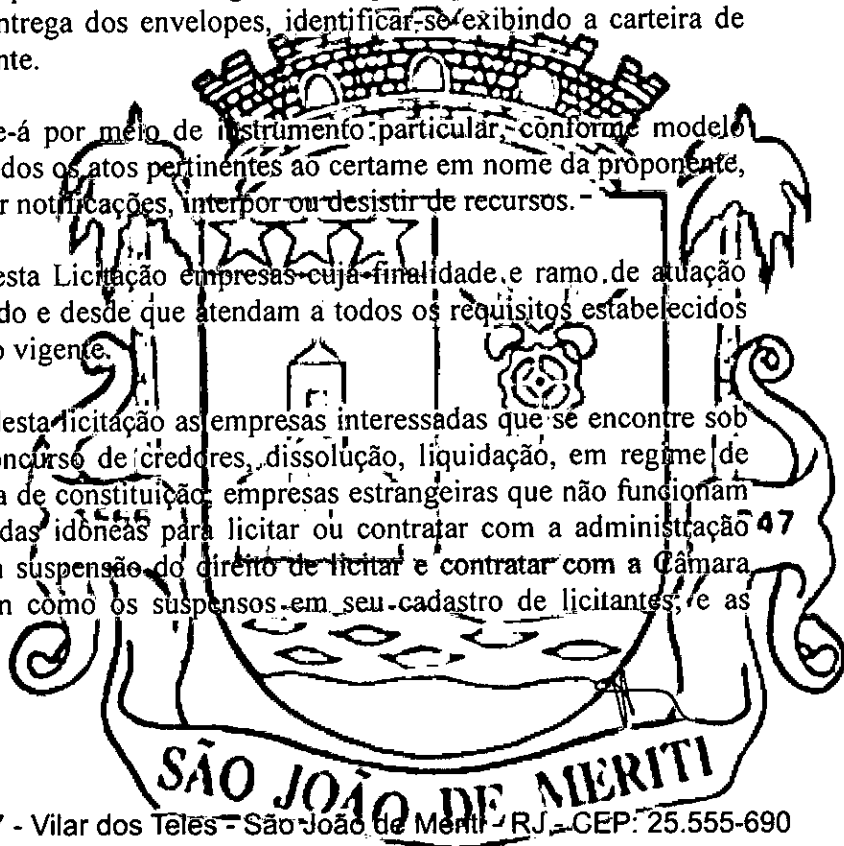 ntrega dos envelopes, identificar-se exibindo a carteira de
nte.
e-á por meio de instrumento particular, conforme modelo
dos os atos pertinentes ao certame em nome da proponente,
r notificações, interpor ou desistir de recursos.
esta Licitação empresas cuja finalidade e ramo de atuação
do e desde que atendam a todos os requisitos estabelecidos
o vigente.
desta licitação as empresas interessadas que se encontre sob
oncurso de credores, dissolução, liquidação, em regime de
a de constituição, empresas estrangeiras que não funcionam
das idôneas para licitar ou contratar com a administração
47
a suspensão do direito de licitar e contratar com a Câmara
m como os suspensos em seu cadastro de licitantes, e as
SÃO JOÃO DE MERITI
7 - Vilar dos Teles - São João de Meriti - RJ - CEP: 25.555-690